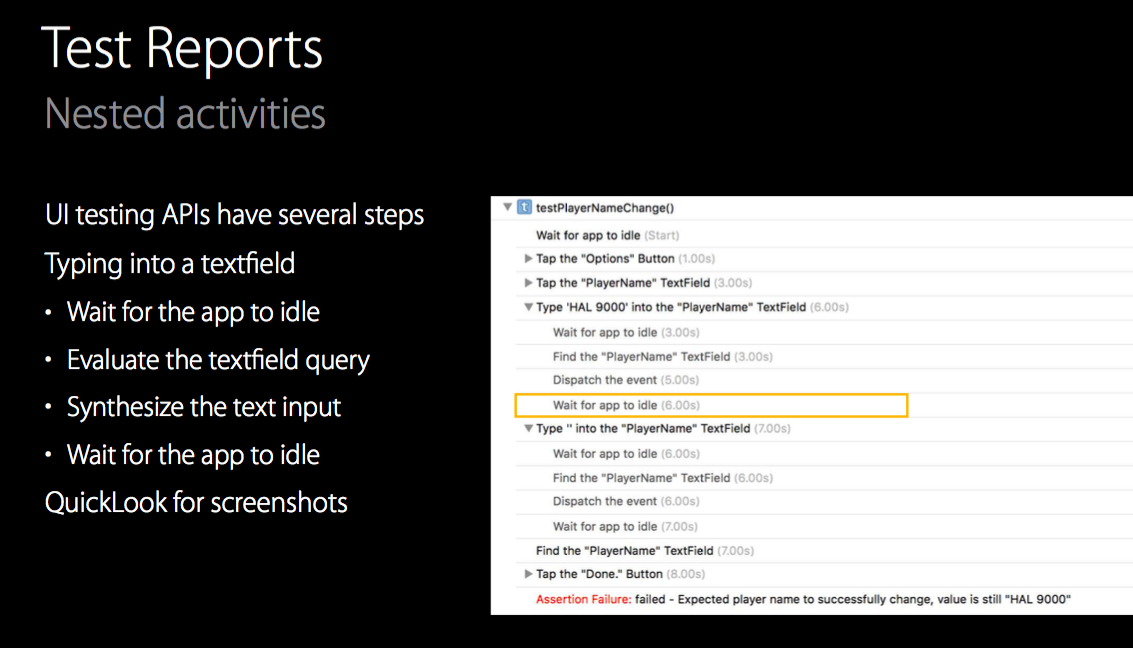 Test Reports
Nested activities
UI testing APIs have several steps
Typing into a textfield
• Wait for the app to idle
• Evaluate the textfield query
• Synthesize the text input
• Wait for the app to idle
QuickLook for screenshots
t testPlayerNameChange()
Wait for app to idle (Start)
Tap the "Options" Button (1.00s)
Tap the "PlayerName" TextField (3.00s)
Type 'HAL 9000' into the "PlayerName" TextField (6.00s)
Wait for app to idle (3.00s)
Find the "PlayerName" TextField (3.00s)
Dispatch the event (5.00s)
Wait for app to idle (6.00s)
Type '' into the "PlayerName" TextField (7.00s)
Wait for app to idle (6.00s)
Find the "PlayerName" TextField (6.00s)
Dispatch the event (6.00s)
Wait for app to idle (7.00s)
Find the "PlayerName" TextField (7.00s)
Tap the "Done." Button (8.00s)
Assertion Failure: failed - Expected player name to successfully change, value is still "HAL 9000"